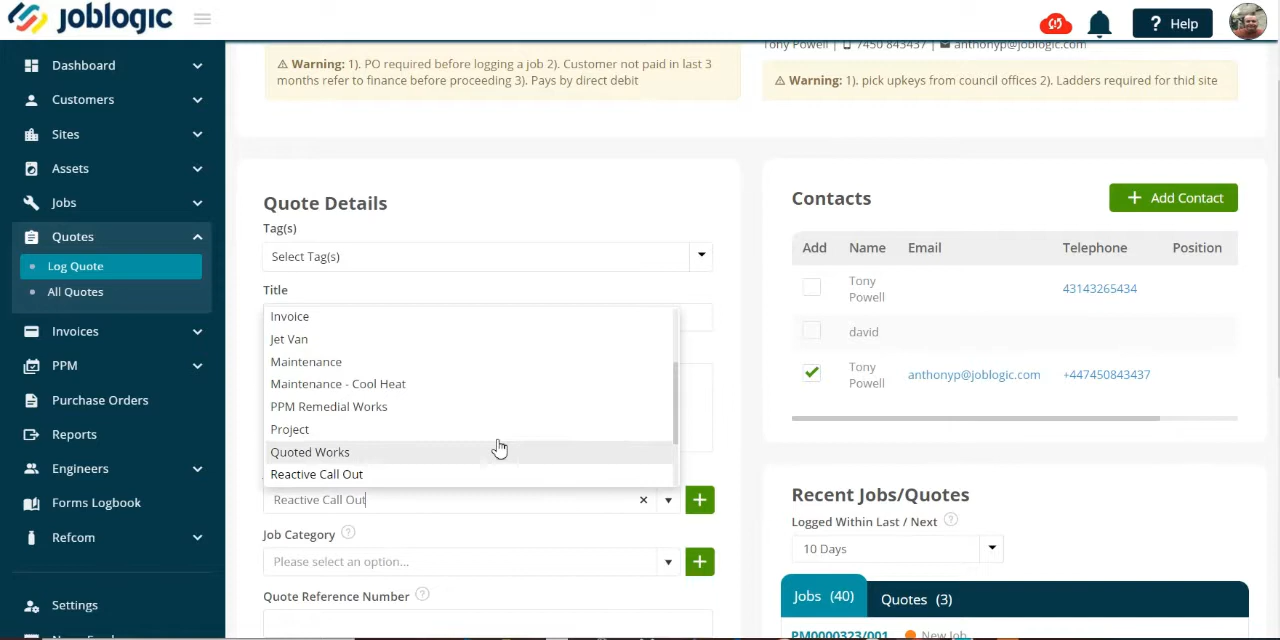 joblogic
? Help
Dashboard
Customers
Sites
Assets
Jobs
Quotes
Log Quote
All Quotes
Invoices
PPM
Purchase Orders
Reports
Engineers
Forms Logbook
Refcom
Settings
Tony Powell | 7450 843437 | anthonyp@joblogic.com
Warning: 1). PO required before logging a job 2). Customer not paid in last 3
months refer to finance before proceeding 3). Pays by direct debit
Warning: 1). pick upkeys from council offices 2). Ladders required for thid site
Quote Details
Tag(s)
Select Tag(s)
Title
Invoice
Jet Van
Maintenance
Maintenance - Cool Heat
PPM Remedial Works
Project
Quoted Works
Reactive Call Out
Reactive Call Out
Job Category ?
Please select an option...
Quote Reference Number ?
Contacts
+ Add Contact
Add Name Email Telephone Position
Tony
Powell
43143265434
david
Tony
Powell
anthonyp@joblogic.com
+447450843437
Recent Jobs/Quotes
Logged Within Last / Next ?
10 Days
Jobs (40)
Quotes (3)
PM0000323/001
New Job